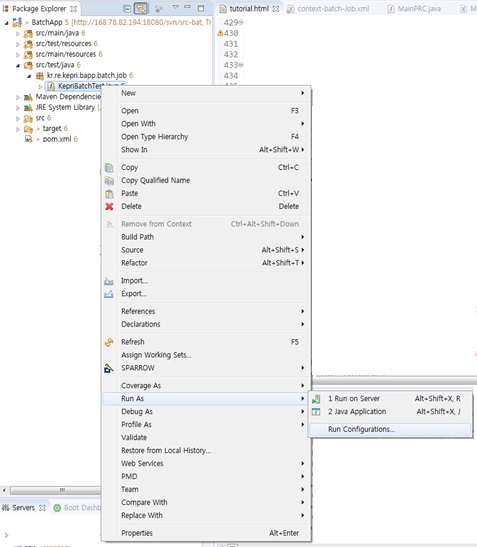 Package Explorer
BatchApp 5 [http://168.78.82.194:18080/svn/src-bat, Tr
src/main/java 6
src/test/resources 6
src/main/resources 6
src/test/java 6
kr.re.kepri.bapp.batch.job 6
KepriBatchTest.java 6
Maven Dependencies
JRE System Library [
src 6
target 6
pom.xml 6
tutorial.html
context-batch-Job.xml
MainPRC.java
429
430
431
432
433
434
New
Open F3
Open With
Open Type Hierarchy F4
Show In Alt+Shift+W
Copy Ctrl+C
Copy Qualified Name
Paste Ctrl+V
Delete Delete
Remove from Context Ctrl+Alt+Shift+Down
Build Path
Source Alt+Shift+S
Refactor Alt+Shift+T
Import...
Export...
References
Declarations
Refresh F5
Assign Working Sets...
SPARROW
Coverage As
Run As
Debug As
Profile As
Validate
Restore from Local History...
Web Services
PMD
Team
Compare With
Replace With
Properties Alt+Enter
1 Run on Server Alt+Shift+X, R
2 Java Application Alt+Shift+X, J
Run Configurations...
Servers
Boot Dashb